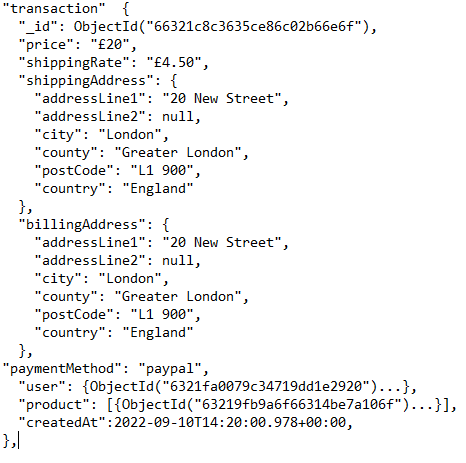 "transaction"  {
  "_id": ObjectId("66321c8c3635ce86c02b66e6f"),
  "price": "£20",
  "shippingRate": "£4.50",
  "shippingAddress": {
    "addressLine1": "20 New Street",
    "addressLine2": null,
    "city": "London",
    "county": "Greater London",
    "postCode": "L1 900",
    "country": "England"
  },
  "billingAddress": {
    "addressLine1": "20 New Street",
    "addressLine2": null,
    "city": "London",
    "county": "Greater London",
    "postCode": "L1 900",
    "country": "England"
  },
"paymentMethod": "paypal",
  "user": {ObjectId("6321fa0079c34719dd1e2920")...},
  "product": [{ObjectId("63219fb9a6f66314be7a106f")...}],
  "createdAt":2022-09-10T14:20:00.978+00:00,
},